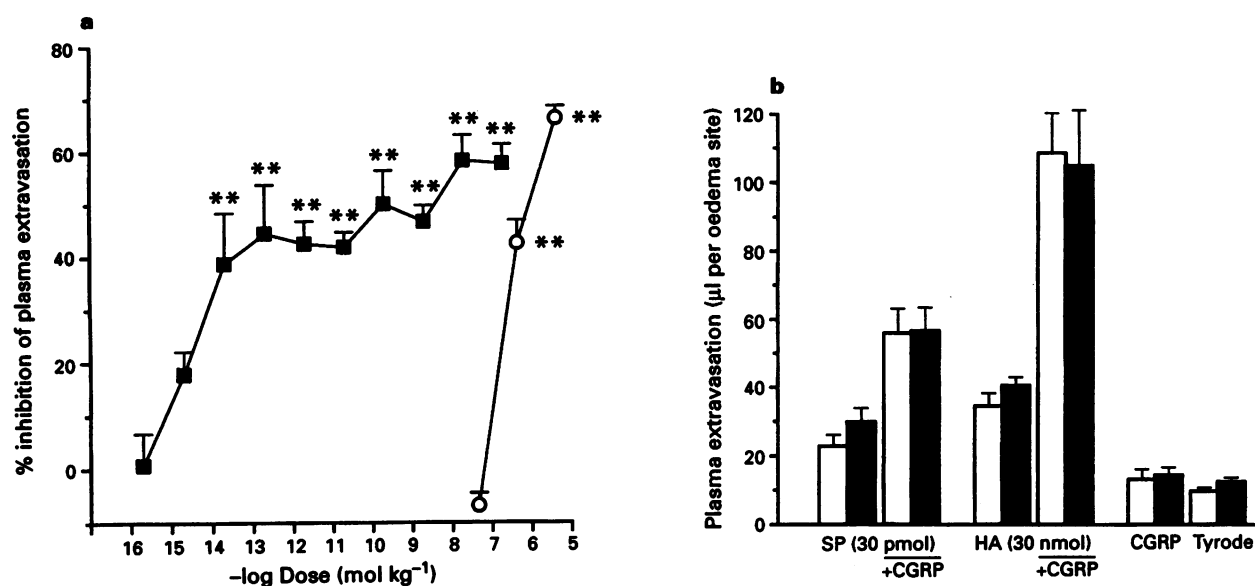 a
80
60
40
20
0
% inhibition of plasma extravasation
**
**
**
**
**
**
**
**
**
**
16 15 14 13 12 11 10 9 8 7 6 5
–log Dose (mol kg⁻¹)
b
120
100
80
60
40
20
0
Plasma extravasation (µl per oedema site)
SP (30 pmol) HA (30 nmol) CGRP Tyrode
+CGRP +CGRP